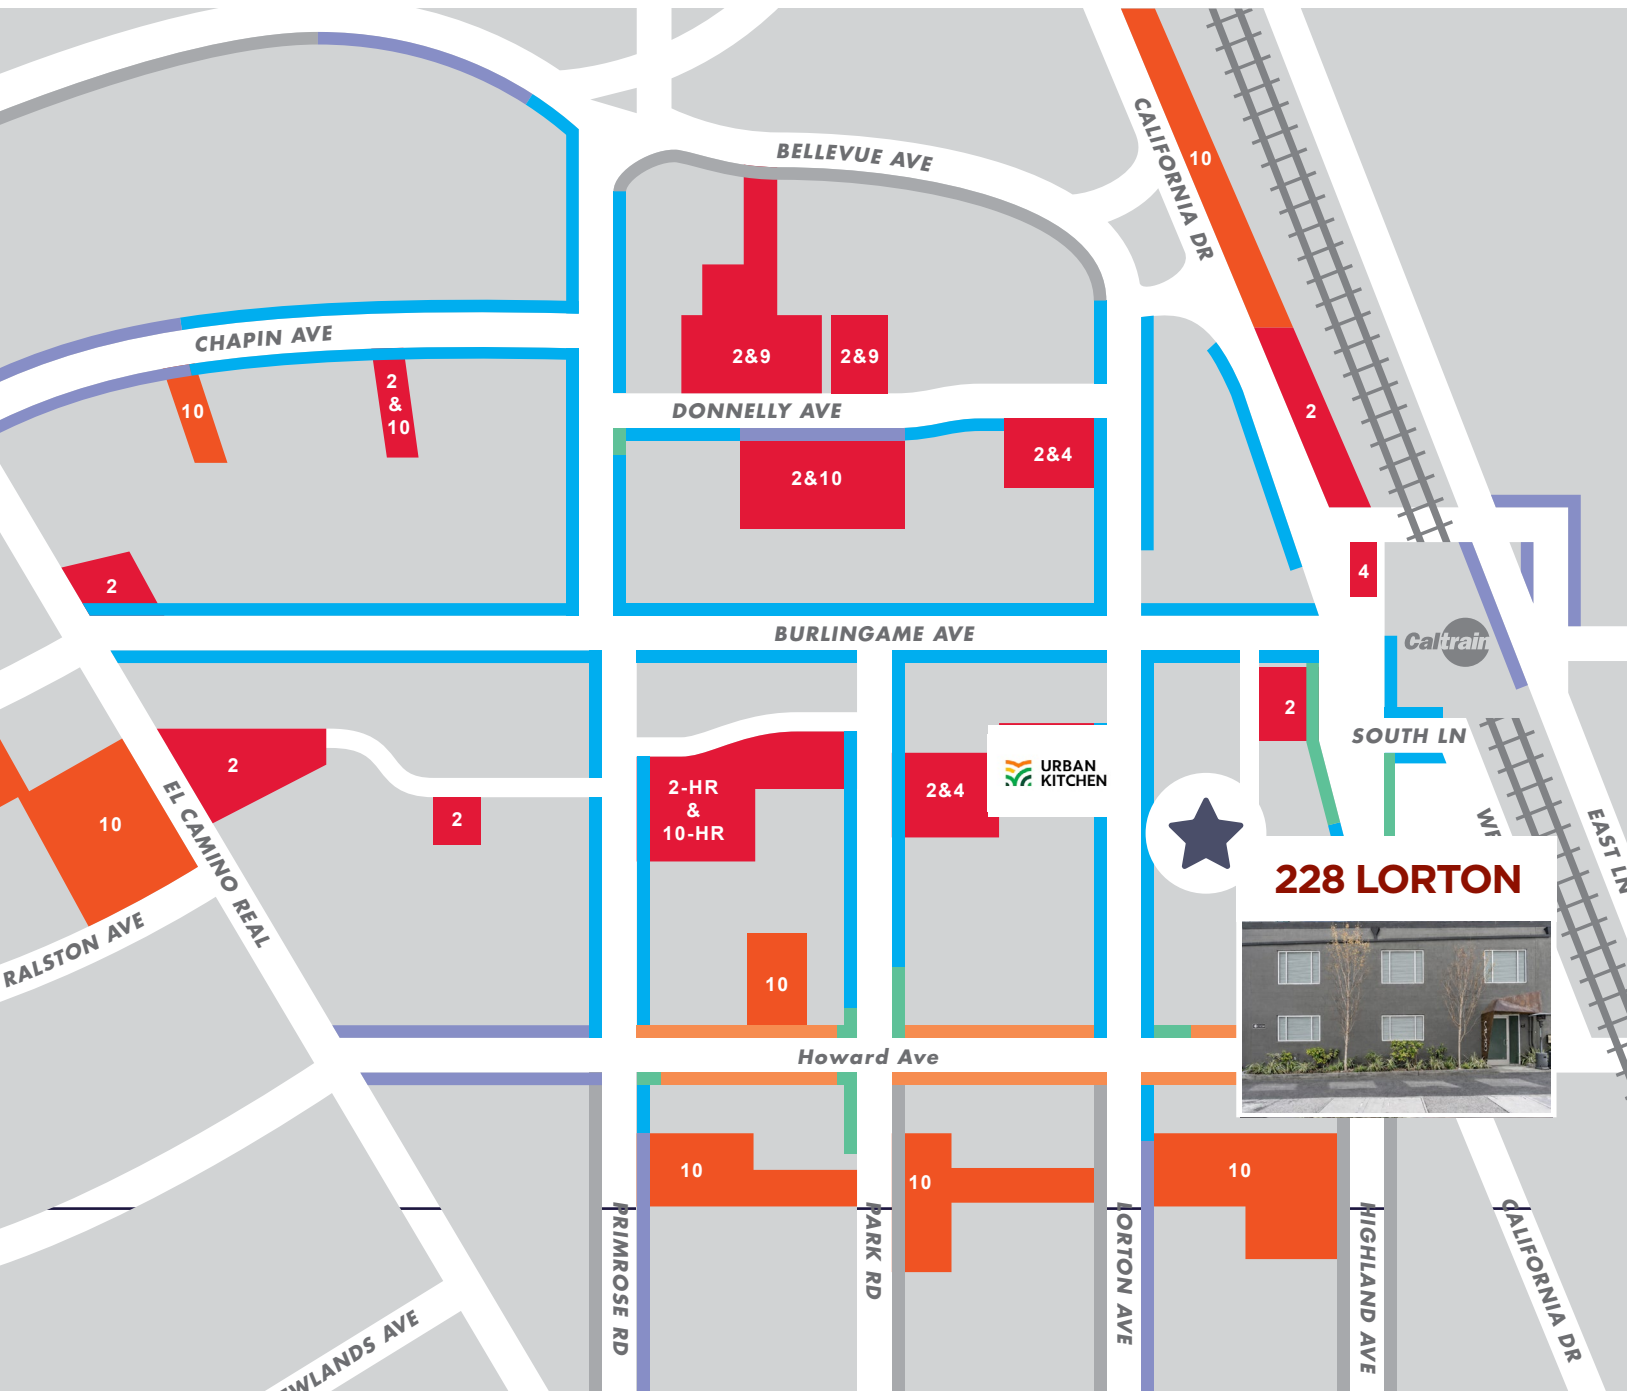 BELLEVUE AVE
CALIFORNIA DR
10
CHAPIN AVE
2&9
2&9
2
&
10
10
DONNELLY AVE
2
2&4
2&10
4
2
BURLINGAME AVE
Caltrain
2
SOUTH LN
2
URBAN
KITCHEN
2-HR
&
10-HR
2&4
2
10
EL CAMINO REAL
EAST LN
228 LORTON
RALSTON AVE
10
Howard Ave
10
10
10
PRIMROSE RD
PARK RD
LORTON AVE
HIGHLAND AVE
CALIFORNIA DR